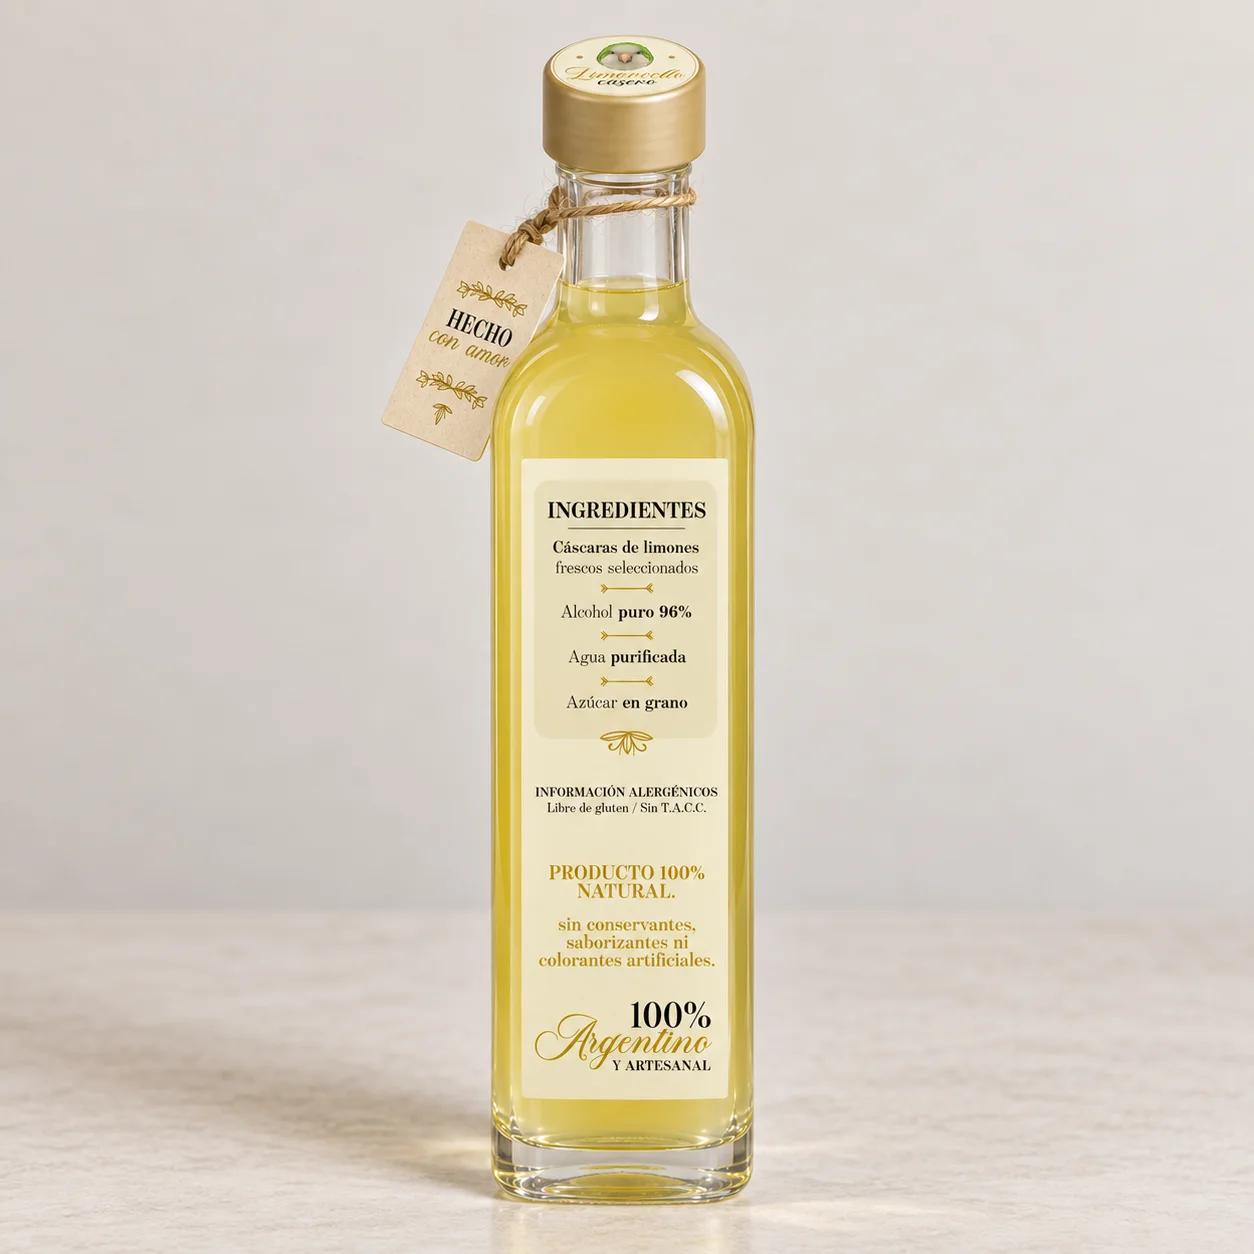 Limoncello
casero
HECHO
con amor
INGREDIENTES
Cáscaras de limones
frescos seleccionados
Alcohol puro 96%
Agua purificada
Azúcar en grano
INFORMACIÓN ALERGÉNICOS
Libre de gluten / Sin T.A.C.C.
PRODUCTO 100%
NATURAL.
sin conservantes,
saborizantes ni
colorantes artificiales.
100%
Argentino
Y ARTESANAL